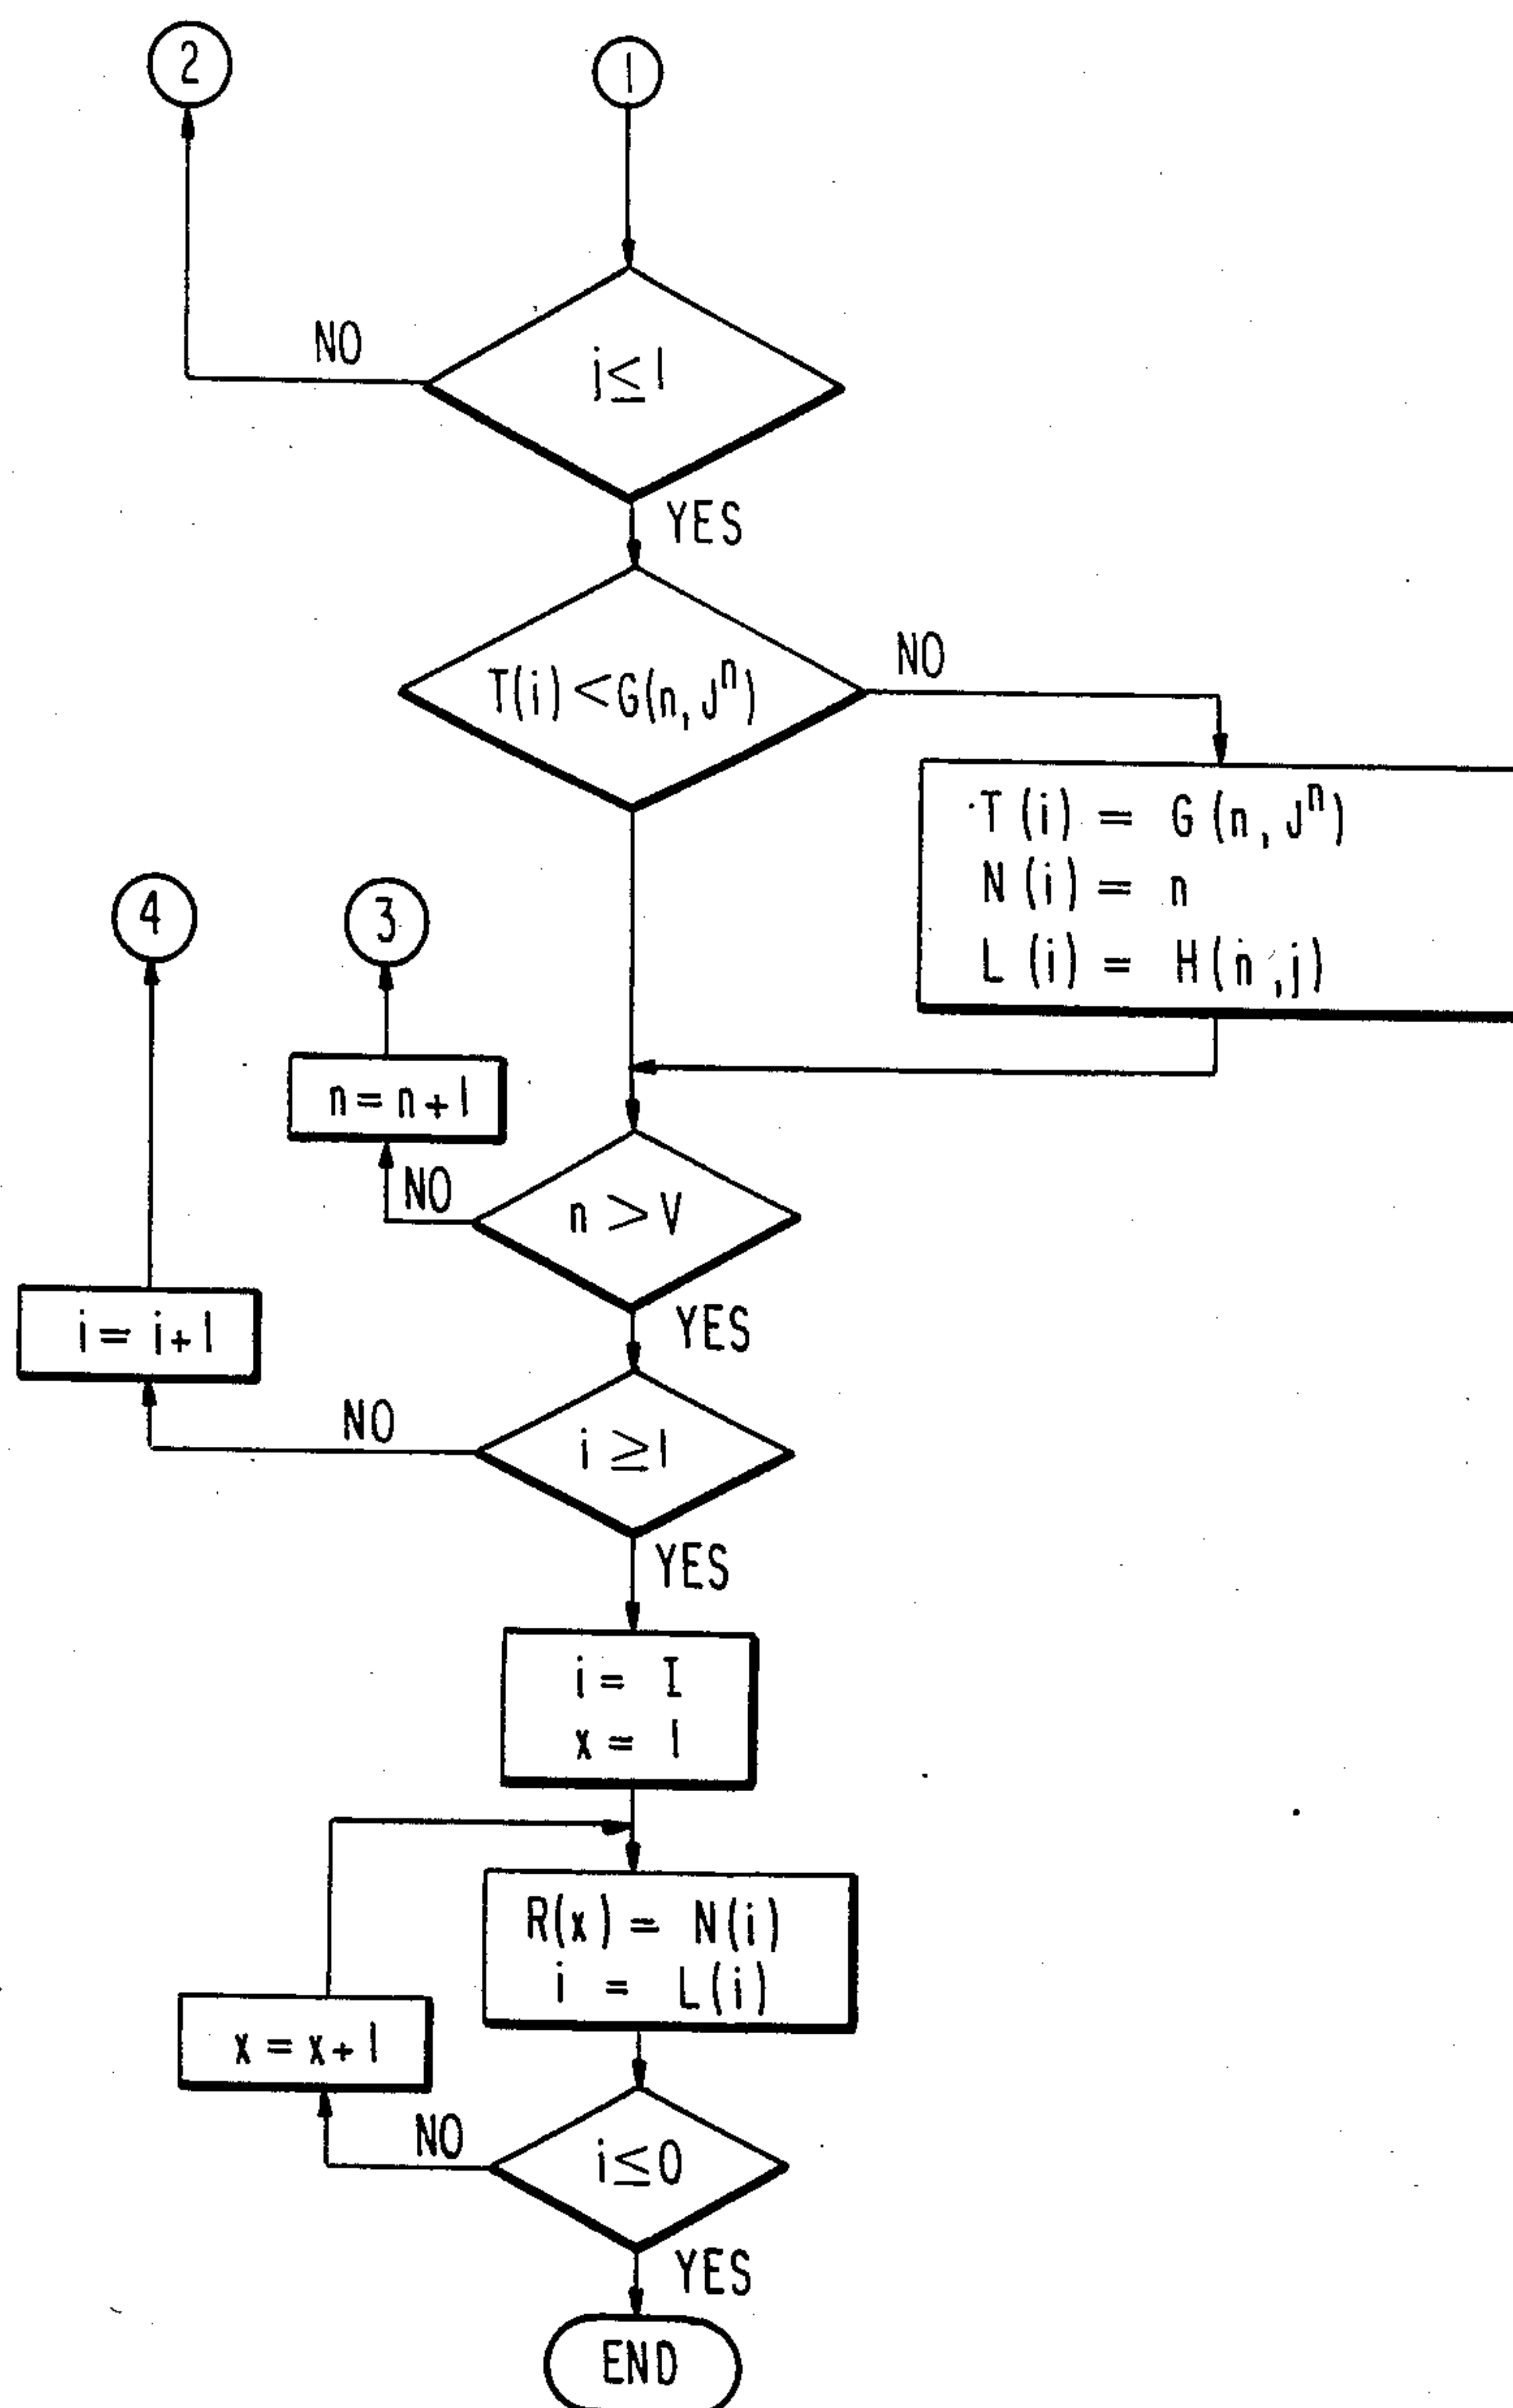 2
1
NO
j≤1
YES
T(i) < G(n, J^n)
NO
T(i) = G(n, J^n)
N(i) = n
L(i) = H(n, j)
4
3
n = n+1
NO
n > V
YES
i = i+1
NO
i ≥ I
YES
i = I
x = 1
R(x) = N(i)
i = L(i)
x = x+1
NO
i≤0
YES
END